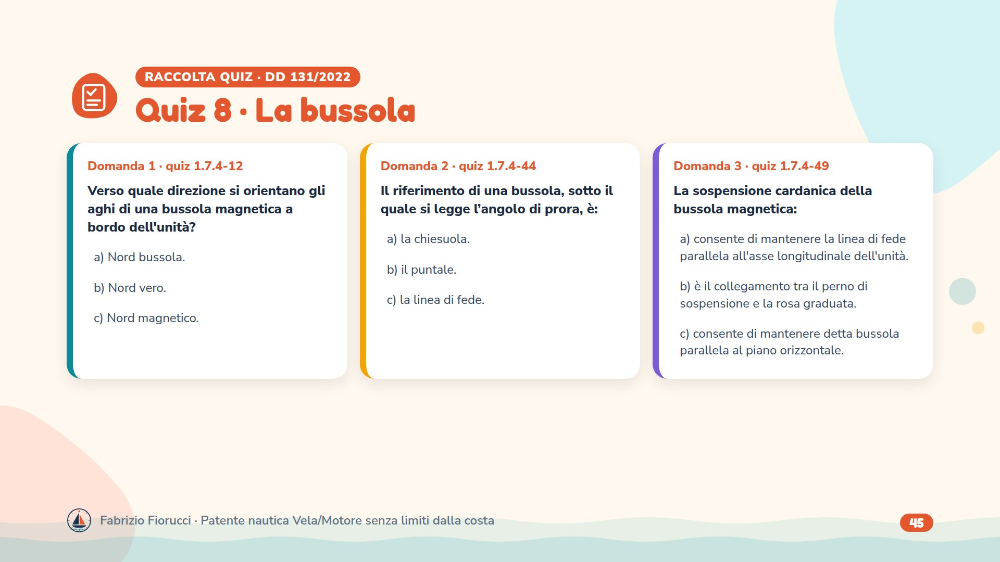 RACCOLTA QUIZ · DD 131/2022
Quiz 8 · La bussola
Domanda 1 · quiz 1.7.4-12
Verso quale direzione si orientano gli
aghi di una bussola magnetica a
bordo dell'unità?
a) Nord bussola.
b) Nord vero.
c) Nord magnetico.
Domanda 2 · quiz 1.7.4-44
Il riferimento di una bussola, sotto il
quale si legge l’angolo di prora, è:
a) la chiesuola.
b) il puntale.
c) la linea di fede.
Domanda 3 · quiz 1.7.4-49
La sospensione cardanica della
bussola magnetica:
a) consente di mantenere la linea di fede
parallela all'asse longitudinale dell'unità.
b) è il collegamento tra il perno di
sospensione e la rosa graduata.
c) consente di mantenere detta bussola
parallela al piano orizzontale.
Fabrizio Fiorucci · Patente nautica Vela/Motore senza limiti dalla costa
45